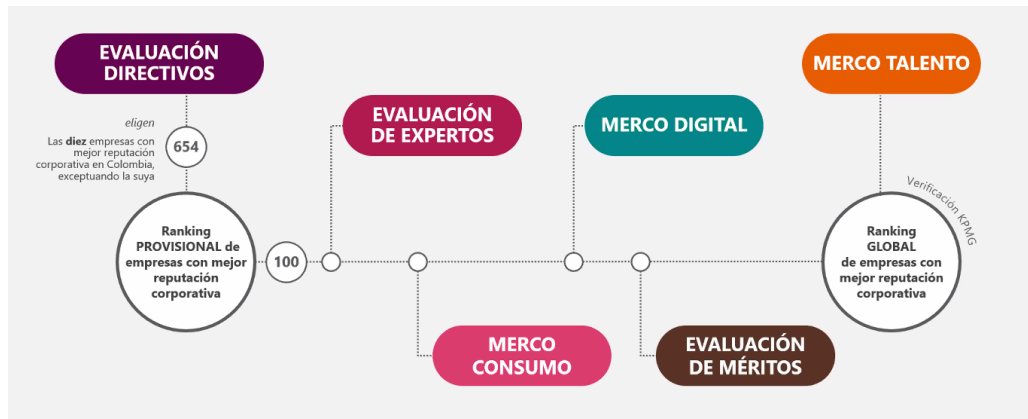 EVALUACIÓN
DIRECTIVOS
eligen
Las diez empresas con
mejor reputación
corporativa en Colombia,
exceptuando la suya
654
Ranking
PROVISIONAL de
empresas con mejor
reputación
corporativa
100
EVALUACIÓN
DE EXPERTOS
MERCO
CONSUMO
MERCO DIGITAL
EVALUACIÓN
DE MÉRITOS
MERCO TALENTO
Verificación KPMG
Ranking
GLOBAL
de empresas con
mejor reputación
corporativa